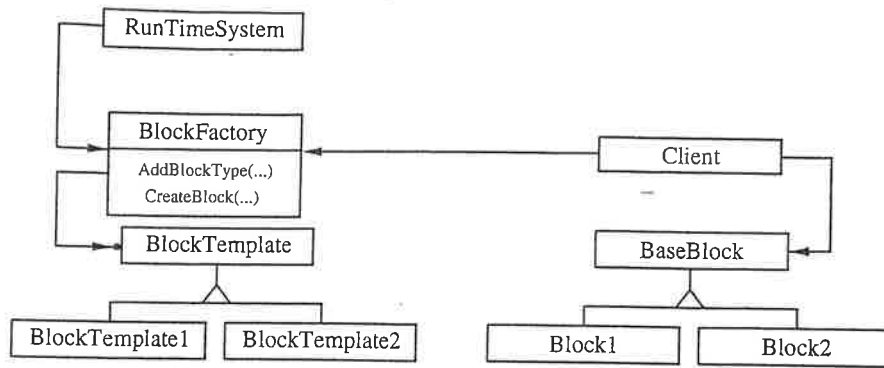 RunTimeSystem
BlockFactory
AddBlockType(...)
CreateBlock(...)
Client
BlockTemplate
BaseBlock
BlockTemplate1
BlockTemplate2
Block1
Block2